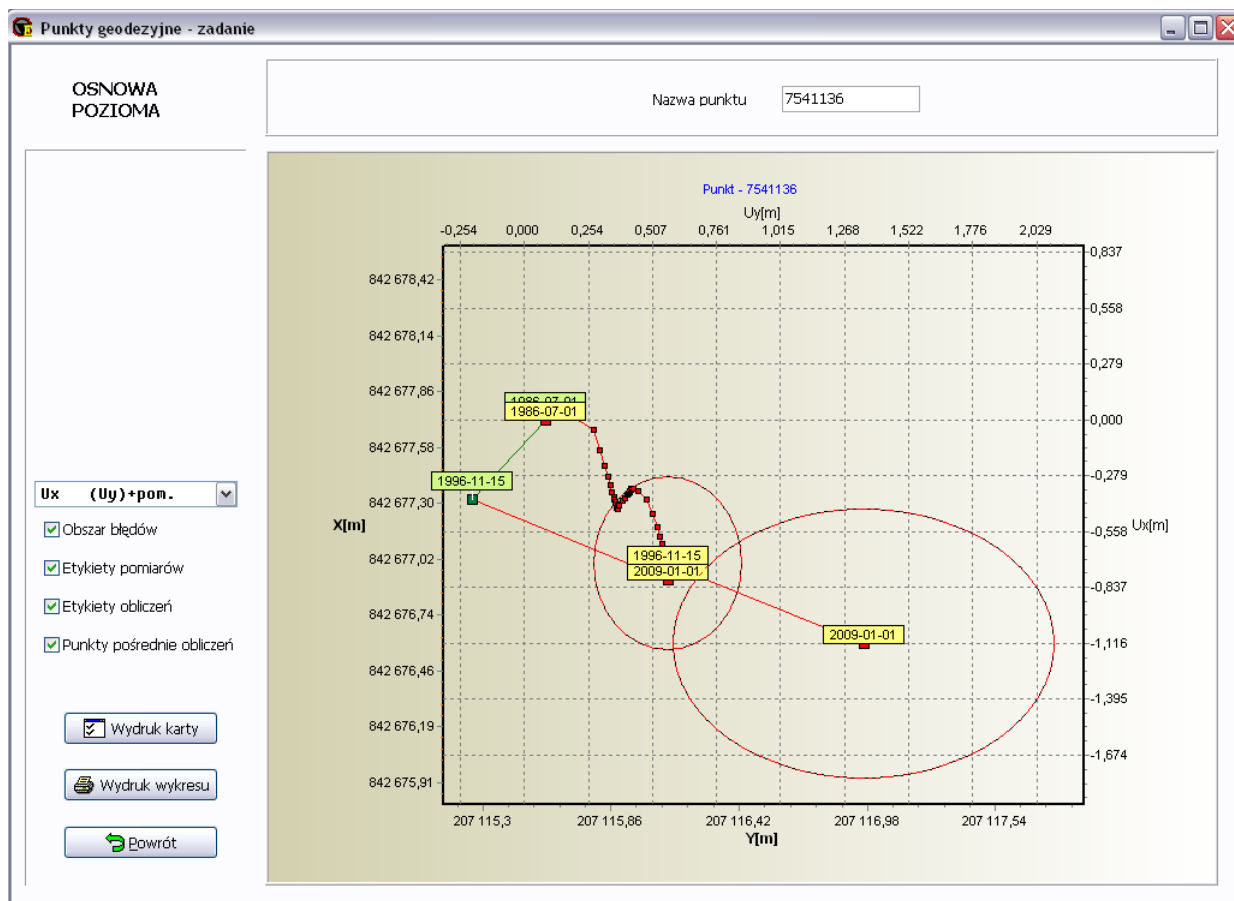 Punkty geodezyjne - zadanie
OSNOWA
POZIOMA
Nazwa punktu 7541136
Ux (Uy)+pom.
Obszar błędów
Etykiety pomiarów
Etykiety obliczeń
Punkty pośrednie obliczeń
Wydruk karty
Wydruk wykresu
Powrót
Punkt - 7541136
Uy[m]
-0,254 0,000 0,254 0,507 0,761 1,015 1,268 1,522 1,776 2,029
842 678,42
842 678,14
842 677,86
842 677,58
842 677,30
842 677,02
842 676,74
842 676,46
842 676,19
842 675,91
X[m]
1986-07-01
1986-07-01
1996-11-15
1996-11-15
2009-01-01
2009-01-01
0,837
0,558
0,279
0,000
-0,279
-0,558
-0,837
-1,116
-1,395
-1,674
Ux[m]
207 115,3 207 115,86 207 116,42 207 116,98 207 117,54
Y[m]